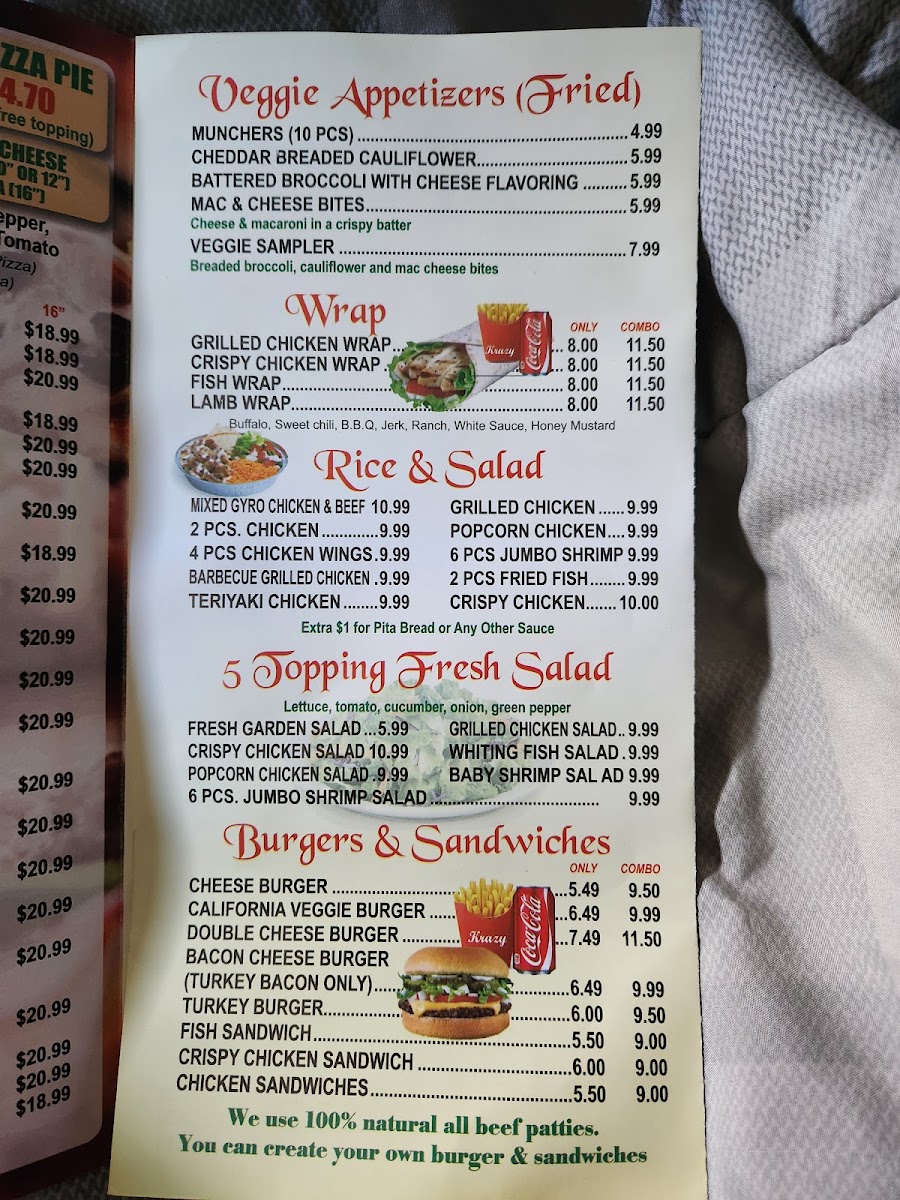 ZZA PIE
4.70
free topping)
CHEESE
0" OR 12")
A (16")
epper,
Tomato
Pizza)
a)
16"
$18.99
$18.99
$20.99
$18.99
$20.99
$20.99
$20.99
$18.99
$20.99
$20.99
$20.99
$20.99
$20.99
$20.99
$20.99
$20.99
$20.99
$20.99
$20.99
$20.99
$18.99
Veggie Appetizers (Fried)
MUNCHERS (10 PCS) 4.99
CHEDDAR BREADED CAULIFLOWER 5.99
BATTERED BROCCOLI WITH CHEESE FLAVORING 5.99
MAC & CHEESE BITES 5.99
Cheese & macaroni in a crispy batter
VEGGIE SAMPLER 7.99
Breaded broccoli, cauliflower and mac cheese bites
Wrap
ONLY COMBO
GRILLED CHICKEN WRAP 8.00 11.50
CRISPY CHICKEN WRAP 8.00 11.50
FISH WRAP 8.00 11.50
LAMB WRAP 8.00 11.50
Krazy
Coca-Cola
Buffalo, Sweet chili, B.B.Q, Jerk, Ranch, White Sauce, Honey Mustard
Rice & Salad
MIXED GYRO CHICKEN & BEEF 10.99
2 PCS. CHICKEN 9.99
4 PCS CHICKEN WINGS 9.99
BARBECUE GRILLED CHICKEN 9.99
TERIYAKI CHICKEN 9.99
GRILLED CHICKEN 9.99
POPCORN CHICKEN 9.99
6 PCS JUMBO SHRIMP 9.99
2 PCS FRIED FISH 9.99
CRISPY CHICKEN 10.00
Extra $1 for Pita Bread or Any Other Sauce
5 Topping Fresh Salad
Lettuce, tomato, cucumber, onion, green pepper
FRESH GARDEN SALAD 5.99
CRISPY CHICKEN SALAD 10.99
POPCORN CHICKEN SALAD 9.99
GRILLED CHICKEN SALAD 9.99
WHITING FISH SALAD 9.99
BABY SHRIMP SAL AD 9.99
6 PCS. JUMBO SHRIMP SALAD 9.99
Burgers & Sandwiches
ONLY COMBO
CHEESE BURGER 5.49 9.50
CALIFORNIA VEGGIE BURGER 6.49 9.99
DOUBLE CHEESE BURGER 7.49 11.50
BACON CHEESE BURGER
(TURKEY BACON ONLY) 6.49 9.99
TURKEY BURGER 6.00 9.50
FISH SANDWICH 5.50 9.00
CRISPY CHICKEN SANDWICH 6.00 9.00
CHICKEN SANDWICHES 5.50 9.00
Krazy
Coca-Cola
We use 100% natural all beef patties.
You can create your own burger & sandwiches